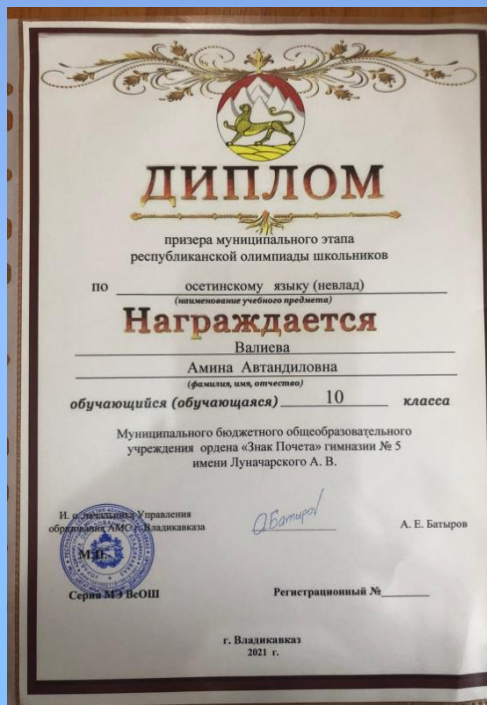 ДИПЛОМ
призера муниципального этапа
республиканской олимпиады школьников
по осетинскому языку (невлад)
(наименование учебного предмета)
Награждается
Валиева
Амина Автандиловна
(фамилия, имя, отчество)
обучающийся (обучающаяся) 10 класса
Муниципального бюджетного общеобразовательного
учреждения ордена «Знак Почета» гимназии № 5
имени Луначарского А. В.
И. о. начальника Управления
образования АМС г. Владикавказа
А. Е. Батыров
М.П.
Серия МЭ ВсОШ
Регистрационный №
г. Владикавказ
2021 г.